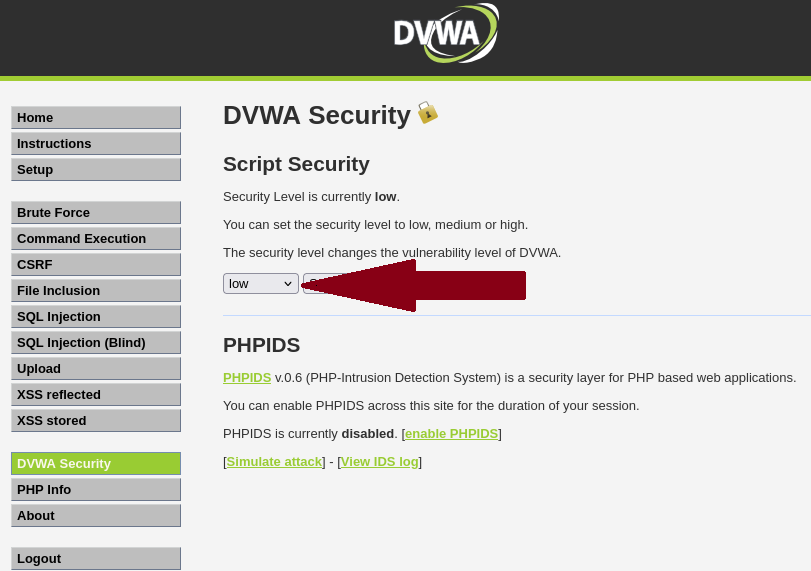 DVWA
Home
Instructions
Setup
Brute Force
Command Execution
CSRF
File Inclusion
SQL Injection
SQL Injection (Blind)
Upload
XSS reflected
XSS stored
DVWA Security
PHP Info
About
Logout
DVWA Security
Script Security
Security Level is currently low.
You can set the security level to low, medium or high.
The security level changes the vulnerability level of DVWA.
low
PHPIDS
PHPIDS v.0.6 (PHP-Intrusion Detection System) is a security layer for PHP based web applications.
You can enable PHPIDS across this site for the duration of your session.
PHPIDS is currently disabled. [enable PHPIDS]
[Simulate attack] - [View IDS log]